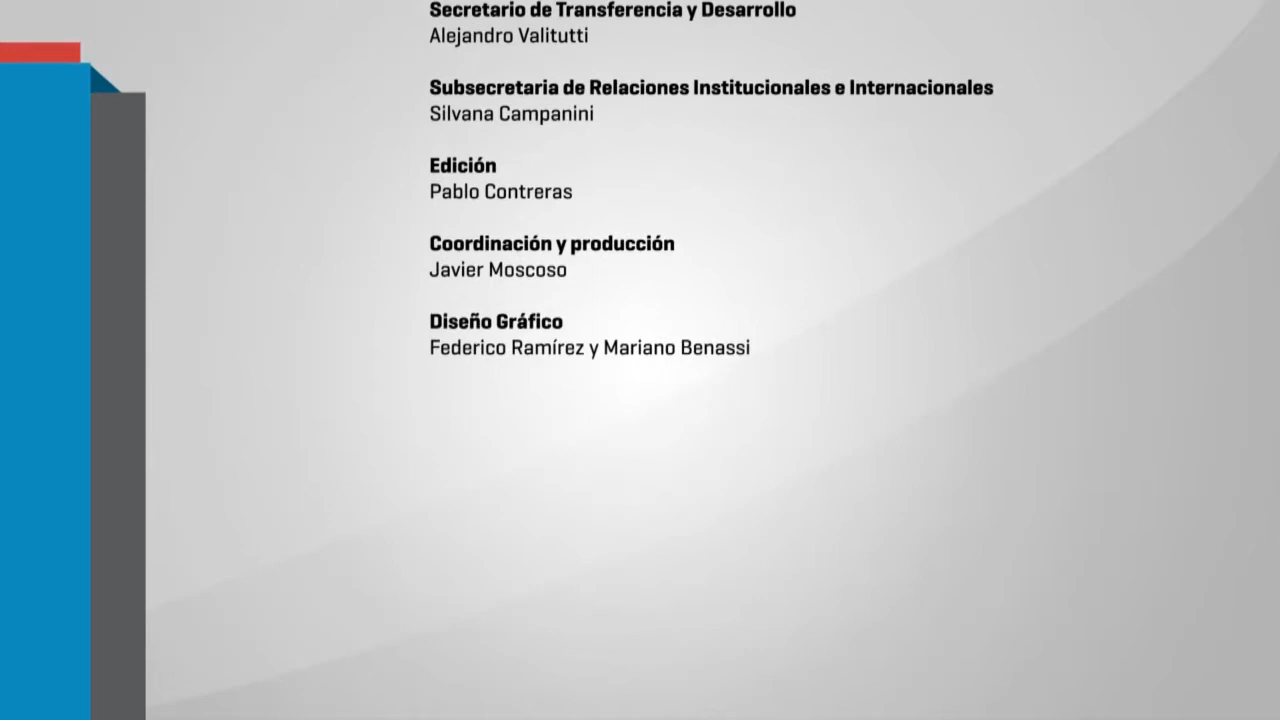 Secretario de Transferencia y Desarrollo
Alejandro Valitutti
Subsecretaria de Relaciones Institucionales e Internacionales
Silvana Campanini
Edición
Pablo Contreras
Coordinación y producción
Javier Moscoso
Diseño Gráfico
Federico Ramírez y Mariano Benassi